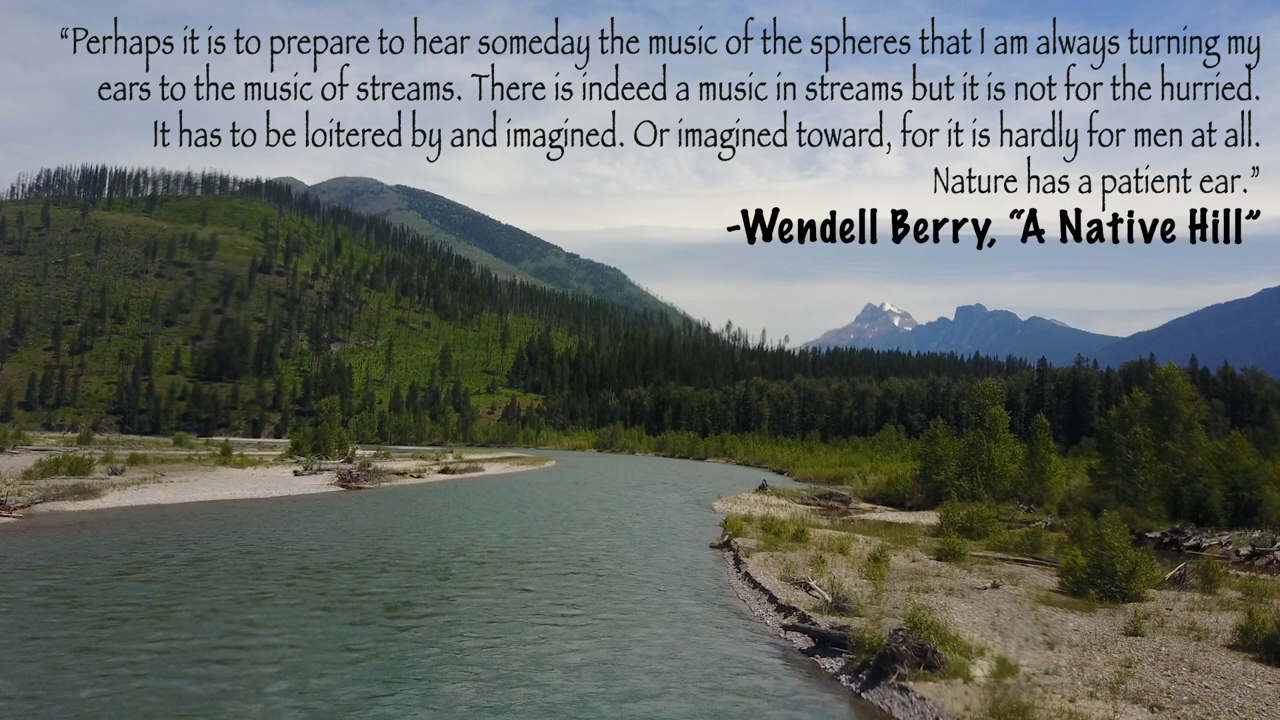 “Perhaps it is to prepare to hear someday the music of the spheres that I am always turning my
ears to the music of streams. There is indeed a music in streams but it is not for the hurried.
It has to be loitered by and imagined. Or imagined toward, for it is hardly for men at all.
Nature has a patient ear.”
-Wendell Berry, “A Native Hill”